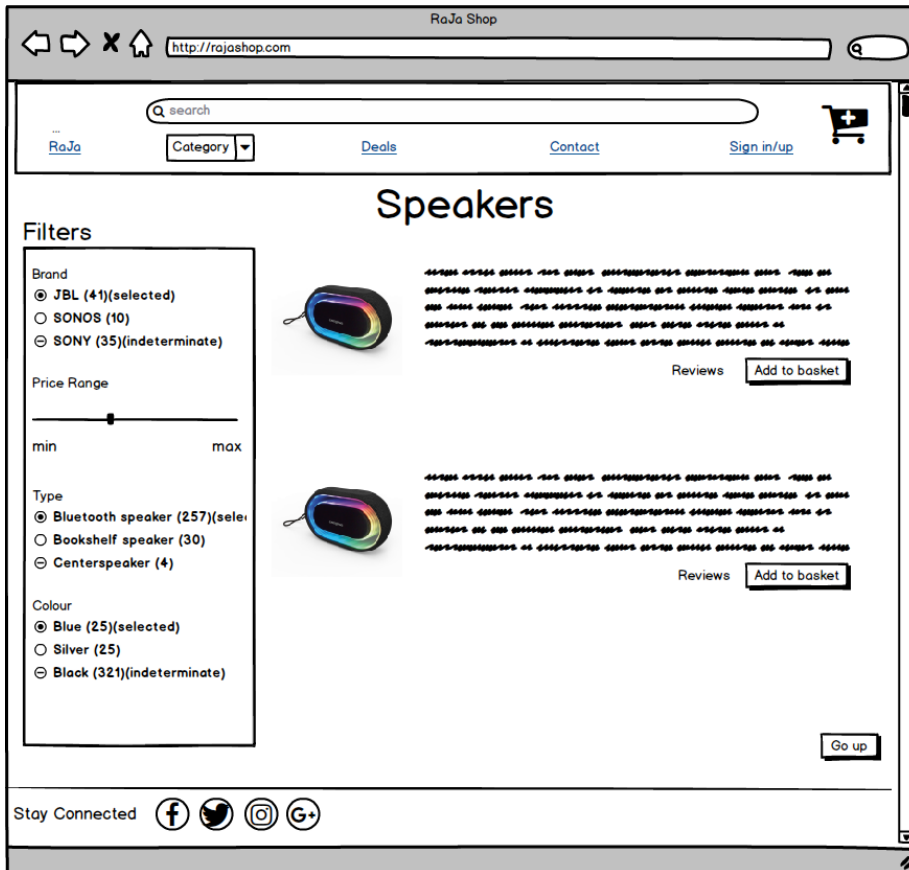 RaJa Shop
http://rajashop.com
search
...
RaJa
Category
Deals
Contact
Sign in/up
Speakers
Filters
Brand
JBL (41)(selected)
SONOS (10)
SONY (35)(indeterminate)
Price Range
min max
Type
Bluetooth speaker (257)(sele
Bookshelf speaker (30)
Centerspeaker (4)
Colour
Blue (25)(selected)
Silver (25)
Black (321)(indeterminate)
Reviews Add to basket
Reviews Add to basket
Go up
Stay Connected
G+